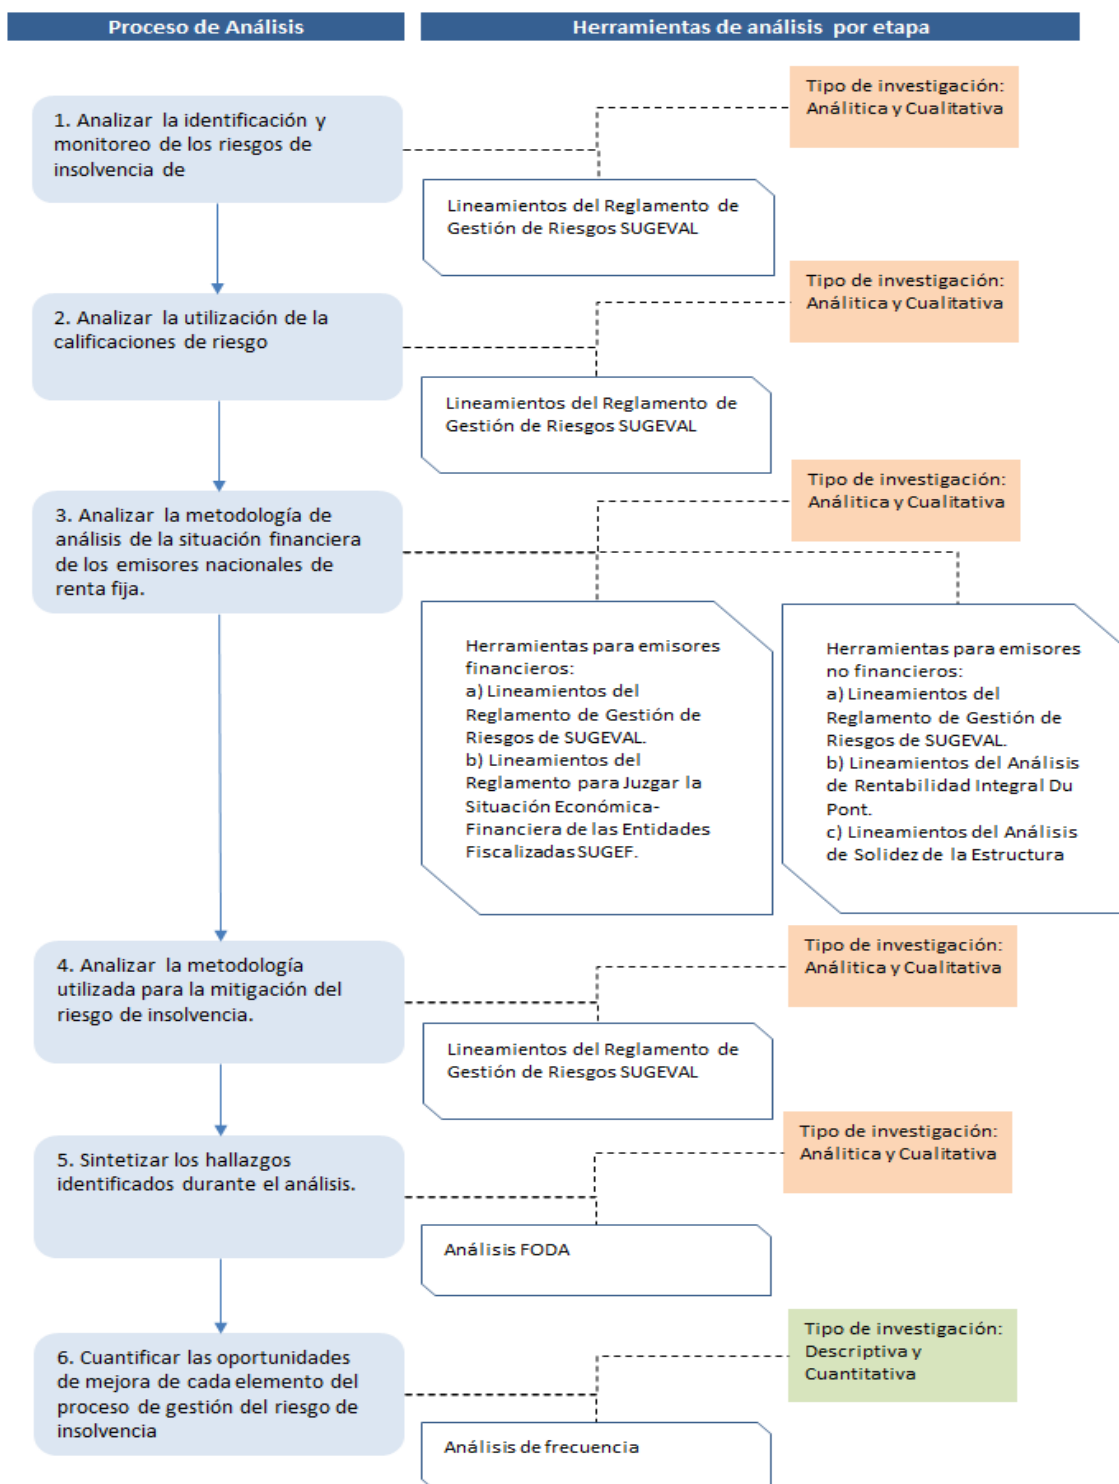 Proceso de Análisis
Herramientas de análisis por etapa
1. Analizar la identificación y
monitoreo de los riesgos de
insolvencia de
Tipo de investigación:
Análitica y Cualitativa
Lineamientos del Reglamento de
Gestión de Riesgos SUGEVAL
2. Analizar la utilización de la
calificaciones de riesgo
Tipo de investigación:
Análitica y Cualitativa
Lineamientos del Reglamento de
Gestión de Riesgos SUGEVAL
3. Analizar la metodología de
análisis de la situación financiera
de los emisores nacionales de
renta fija.
Tipo de investigación:
Análitica y Cualitativa
Herramientas para emisores
financieros:
a) Lineamientos del
Reglamento de Gestión de
Riesgos de SUGEVAL.
b) Lineamientos del
Reglamento para Juzgar la
Situación Económica-
Financiera de las Entidades
Fiscalizadas SUGEF.
Herramientas para emisores
no financieros:
a) Lineamientos del
Reglamento de Gestión de
Riesgos de SUGEVAL.
b) Lineamientos del Análisis
de Rentabilidad Integral Du
Pont.
c) Lineamientos del Análisis
de Solidez de la Estructura
4. Analizar la metodología
utilizada para la mitigación del
riesgo de insolvencia.
Tipo de investigación:
Análitica y Cualitativa
Lineamientos del Reglamento de
Gestión de Riesgos SUGEVAL
5. Sintetizar los hallazgos
identificados durante el análisis.
Tipo de investigación:
Análitica y Cualitativa
Análisis FODA
6. Cuantificar las oportunidades
de mejora de cada elemento del
proceso de gestión del riesgo de
insolvencia
Tipo de investigación:
Descriptiva y
Cuantitativa
Análisis de frecuencia